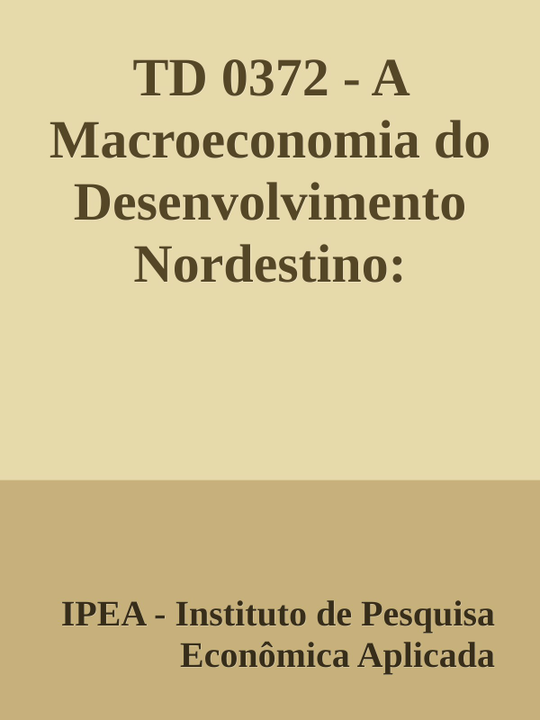 TD 0372 - A
Macroeconomia do
Desenvolvimento
Nordestino:
IPEA - Instituto de Pesquisa
Econômica Aplicada